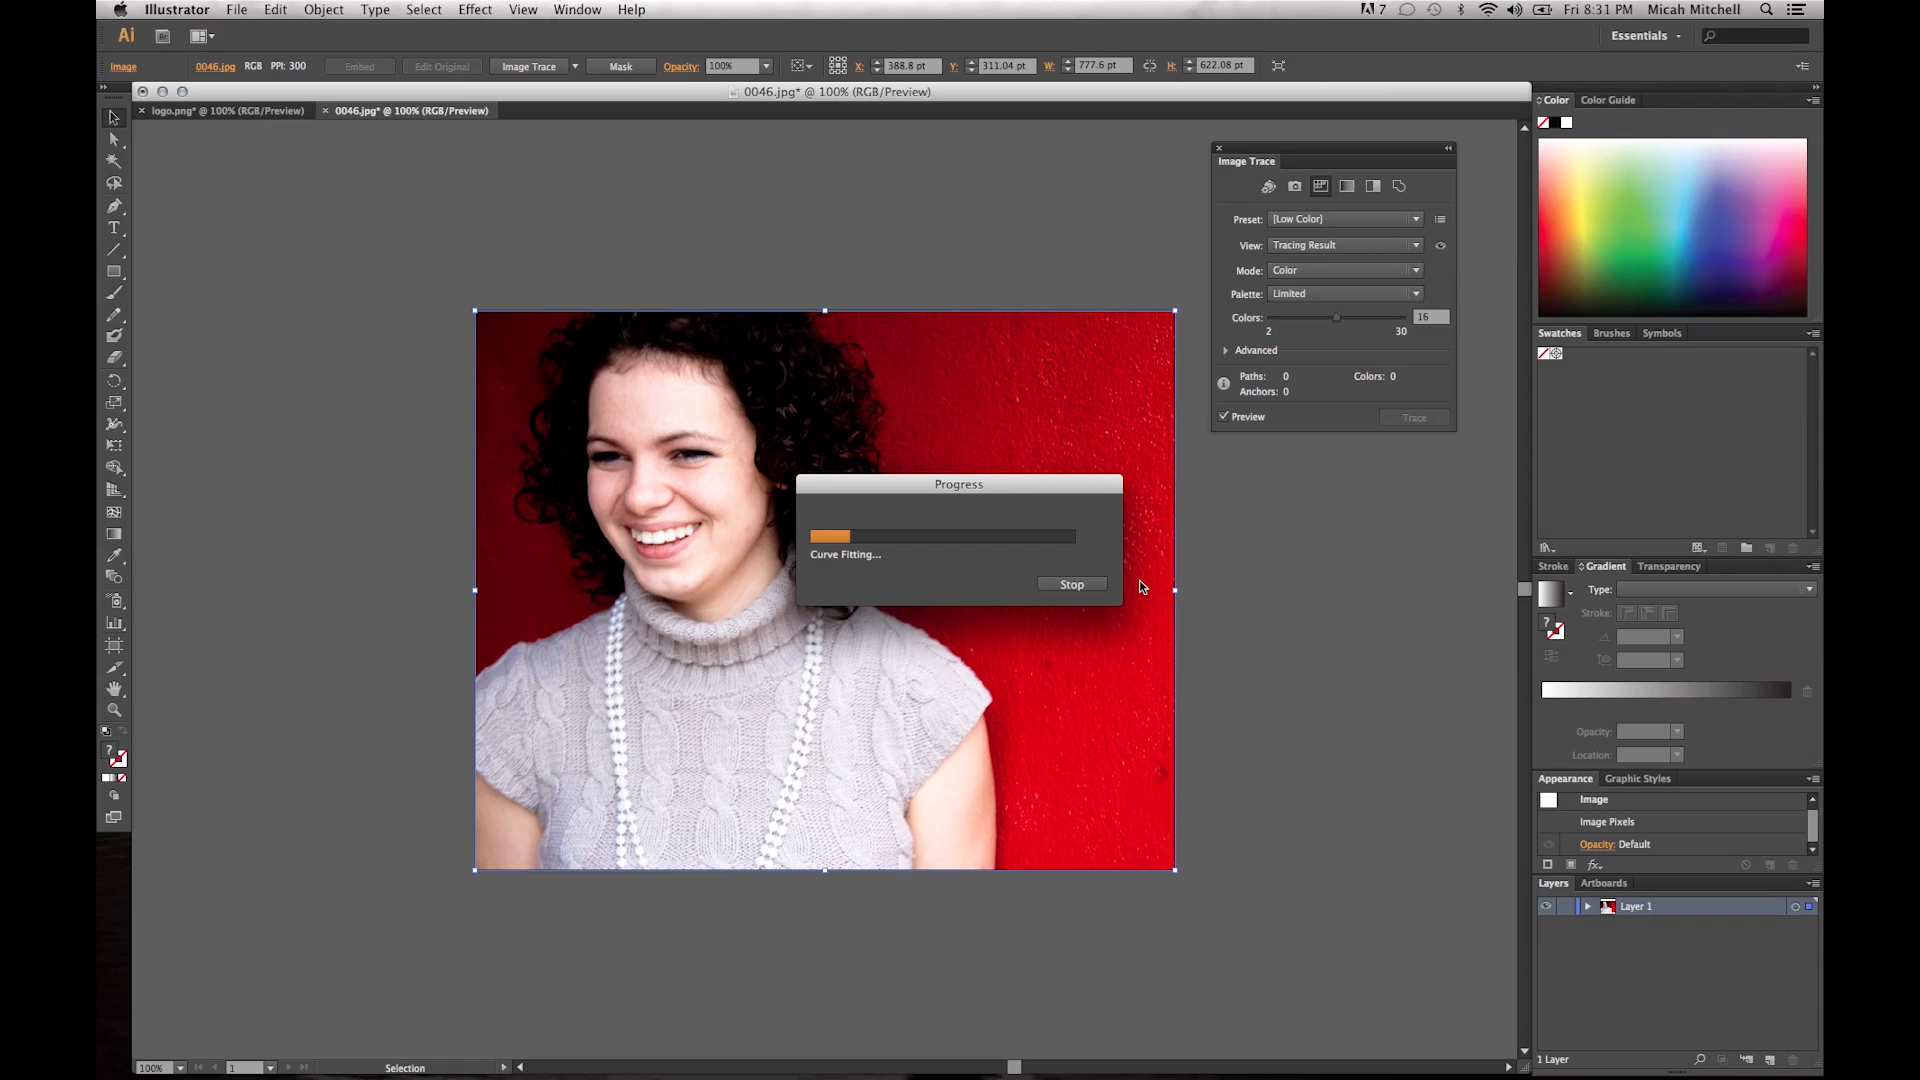 Illustrator File Edit Object Type Select Effect View Window Help 7 Fri 8:31 PM Micah Mitchell
Ai Br Essentials
Image 0046.jpg RGB PPI: 300 Embed Edit Original Image Trace Mask Opacity: 100% X: 388.8 pt Y: 311.04 pt W: 777.6 pt H: 622.08 pt
0046.jpg* @ 100% (RGB/Preview)
logo.png* @ 100% (RGB/Preview) 0046.jpg* @ 100% (RGB/Preview)
Image Trace
Preset: [Low Color]
View: Tracing Result
Mode: Color
Palette: Limited
Colors: 16
2 30
Advanced
Paths: 0 Colors: 0
Anchors: 0
Preview Trace
Progress
Curve Fitting...
Stop
Color Color Guide
Swatches Brushes Symbols
Stroke Gradient Transparency
Type:
Stroke:
Opacity:
Location:
Appearance Graphic Styles
Image
Image Pixels
Opacity: Default
fx
Layers Artboards
Layer 1
1 Layer
100% 1 Selection